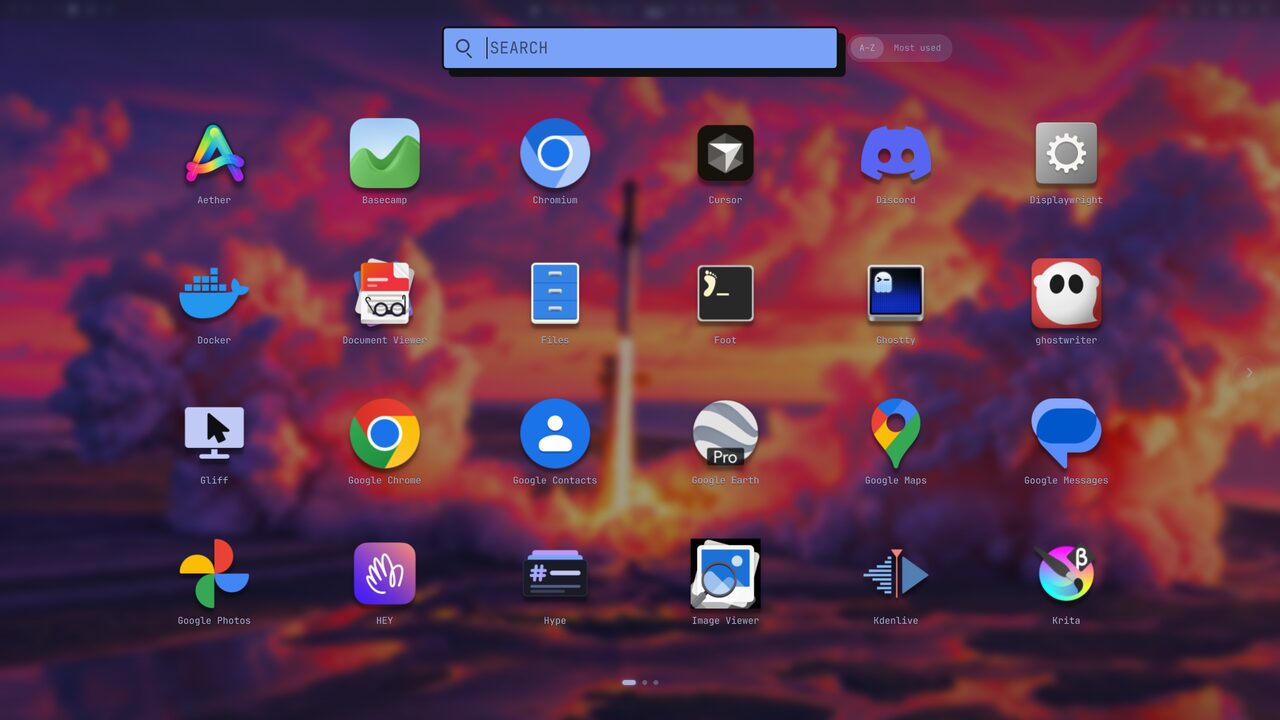 SEARCH
A-Z
Most used
Aether
Basecamp
Chromium
Cursor
Discord
Displaywright
Docker
Document Viewer
Files
Foot
Ghostty
ghostwriter
Gliff
Google Chrome
Google Contacts
Pro
Google Earth
Google Maps
Google Messages
Google Photos
HEY
#
Hype
Image Viewer
Kdenlive
β
Krita